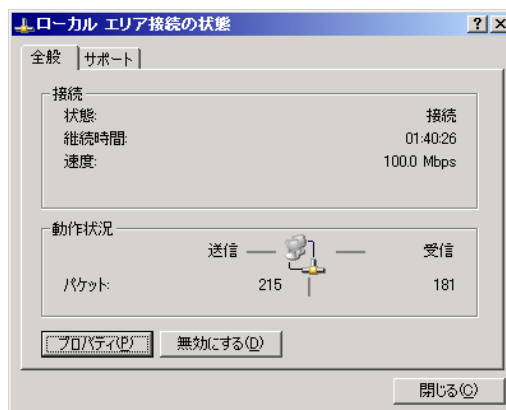 ローカル エリア接続の状態
全般
サポート
接続
状態: 接続
継続時間: 01:40:26
速度: 100.0 Mbps
動作状況
送信 受信
パケット: 215 181
プロパティ(P) 無効にする(D)
閉じる(C)